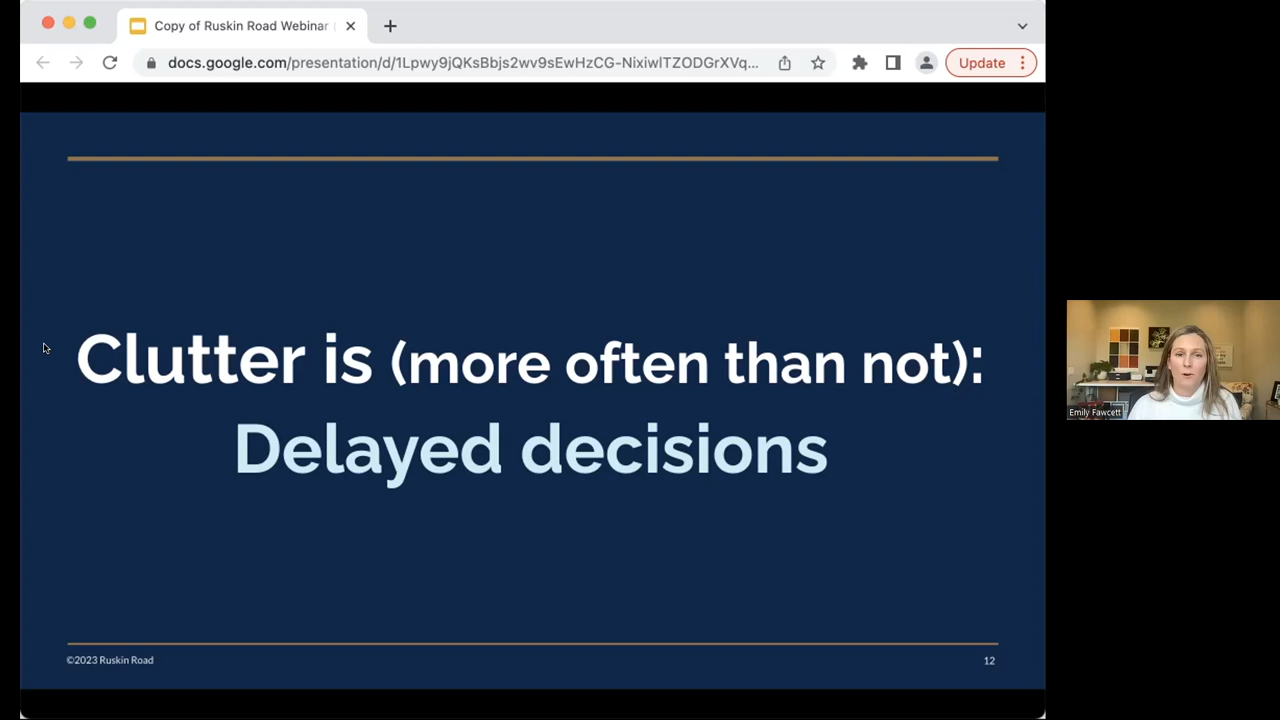 Copy of Ruskin Road Webinar
docs.google.com/presentation/d/1Lpwy9jQKsBbjs2wv9sEwHzCG-NixiwITZODGrXVq...
Update
Clutter is (more often than not):
Delayed decisions
Emily Fawcett
©2023 Ruskin Road
12